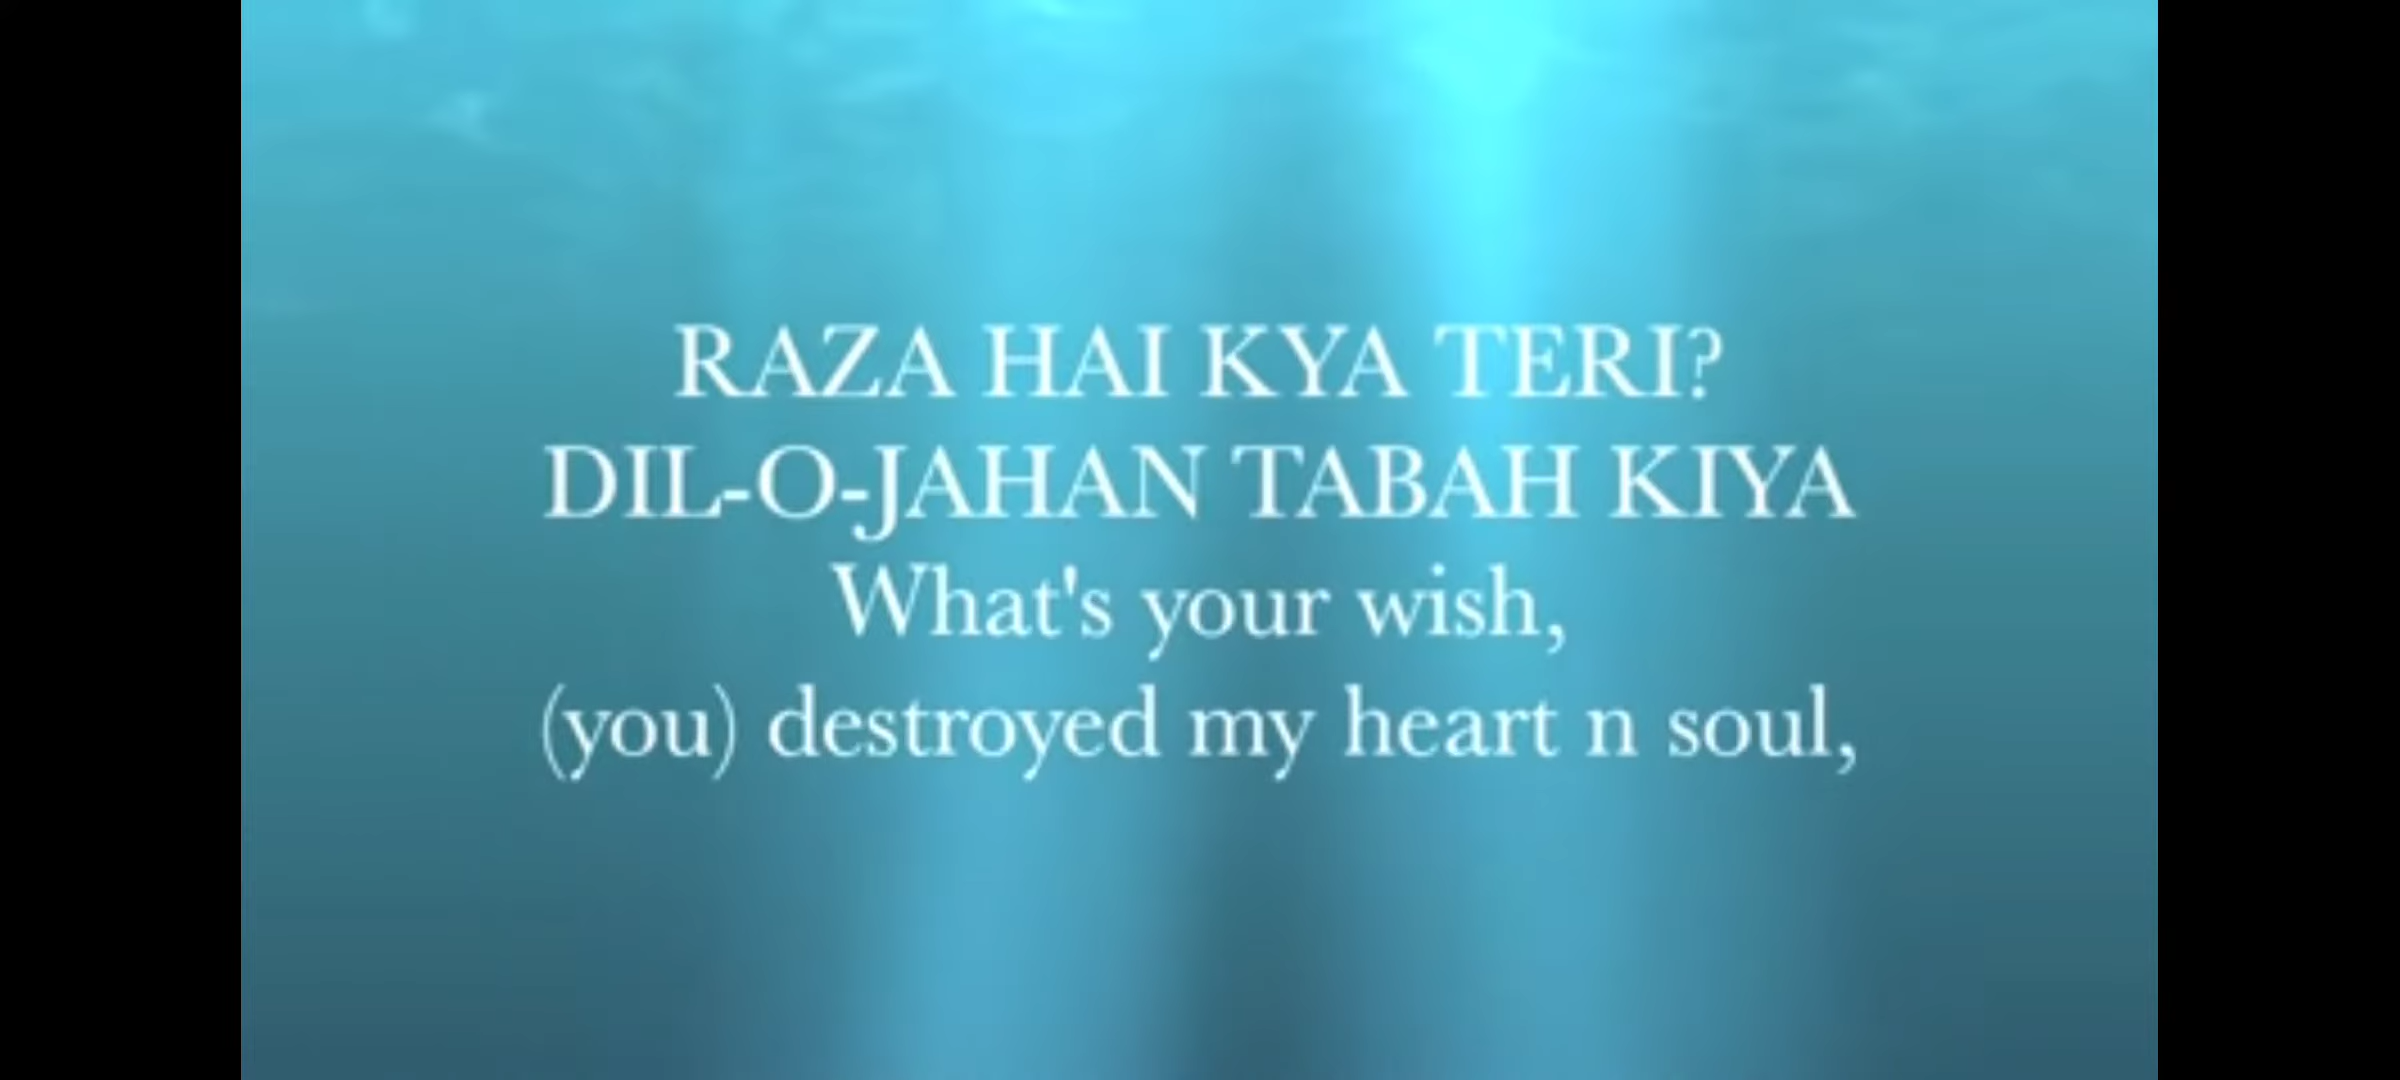 RAZA HAI KYA TERI?
DIL-O-JAHAN TABAH KIYA
What's your wish,
(you) destroyed my heart n soul,